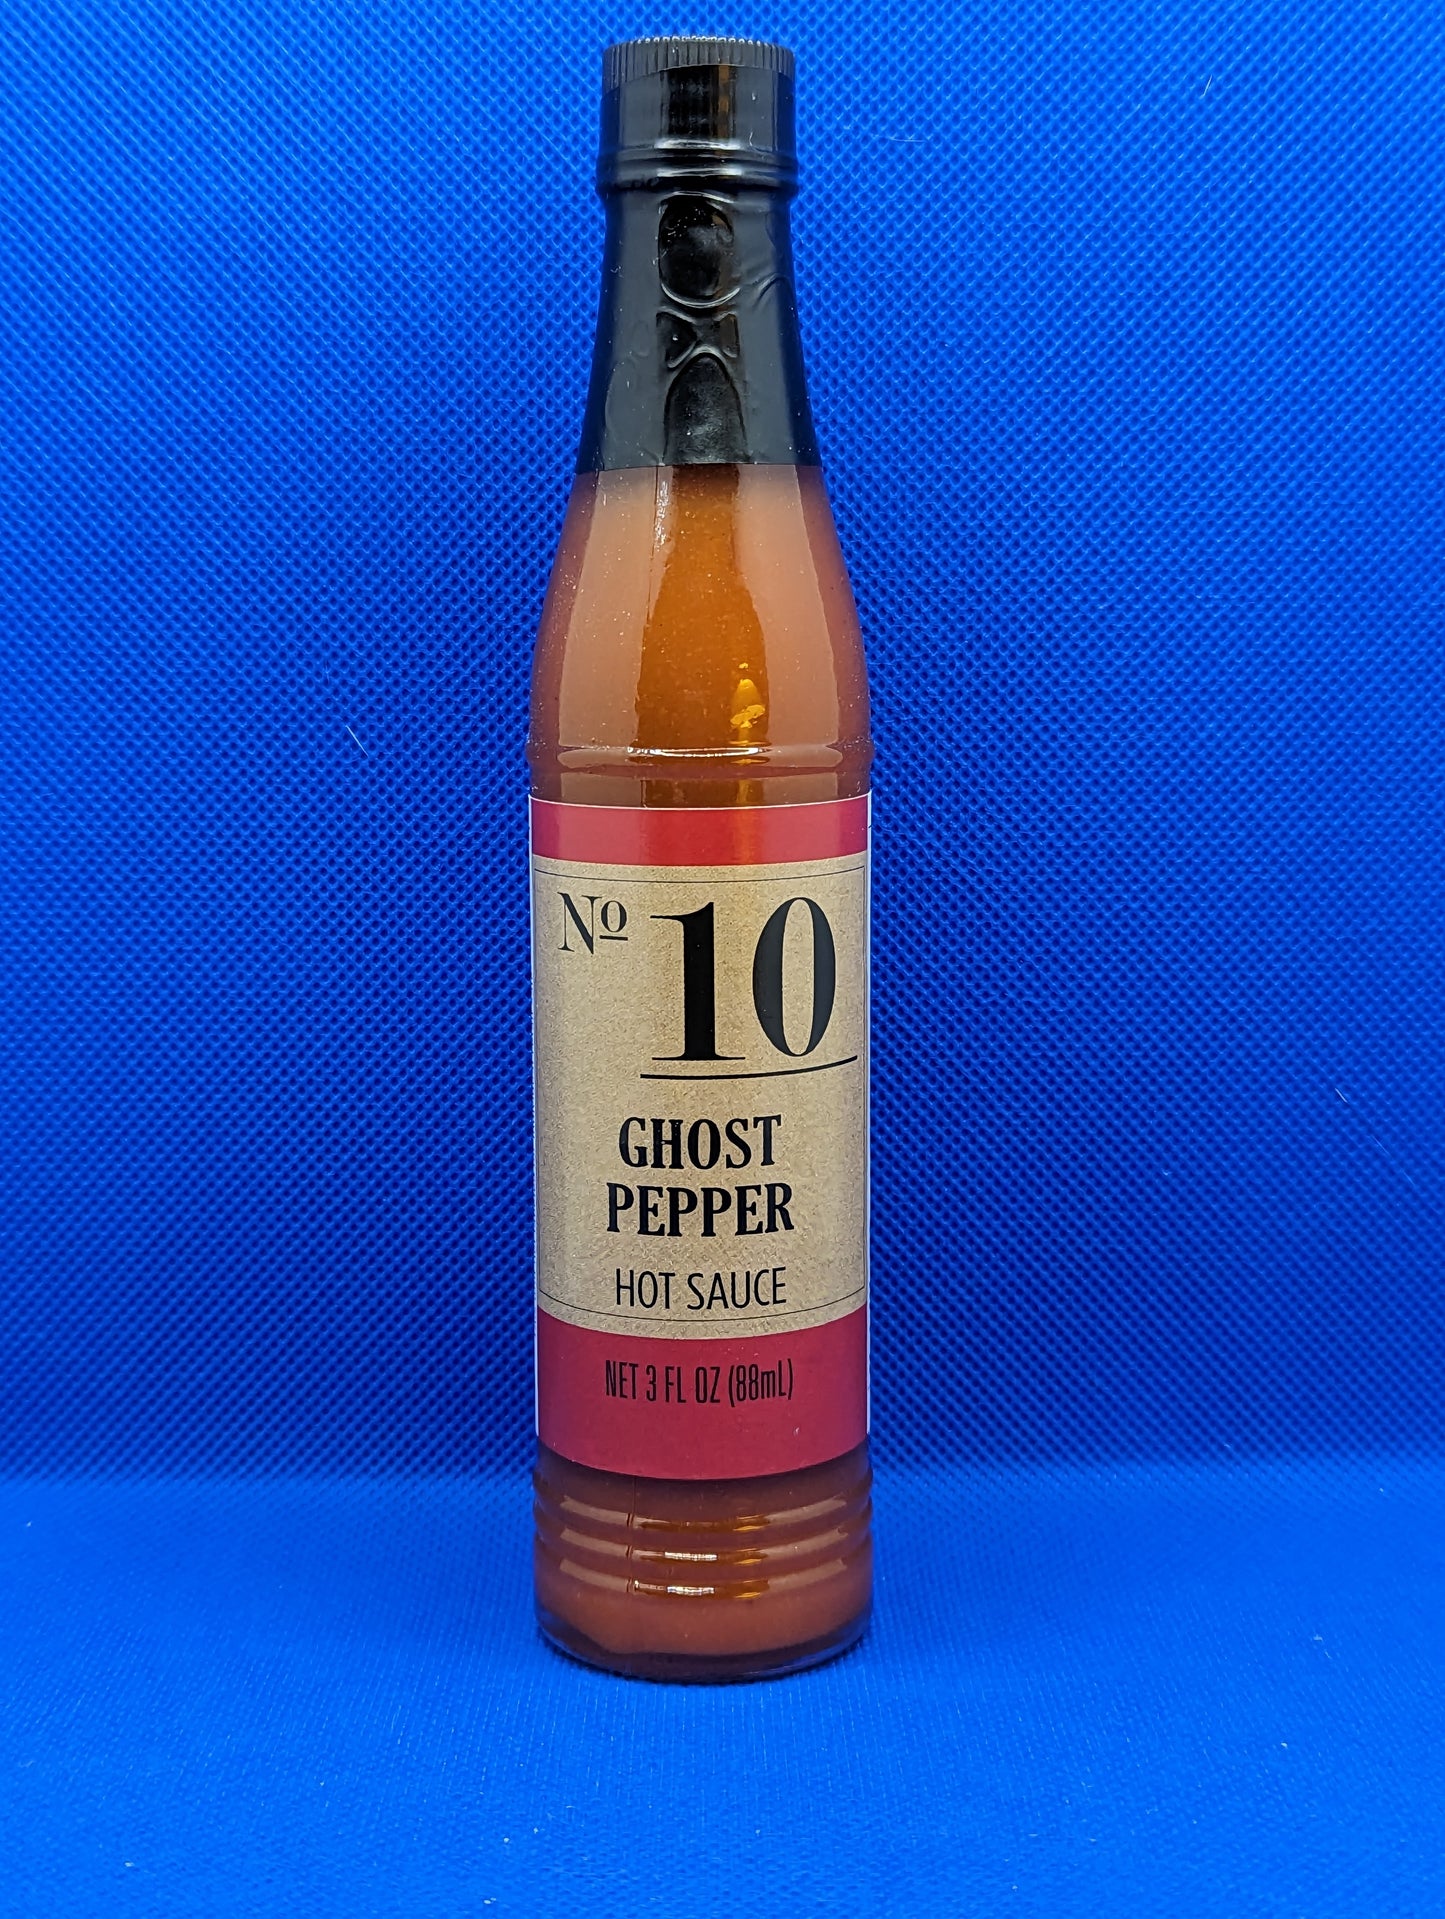 Nº 10
GHOST
PEPPER
HOT SAUCE
NET 3 FL OZ (88mL)